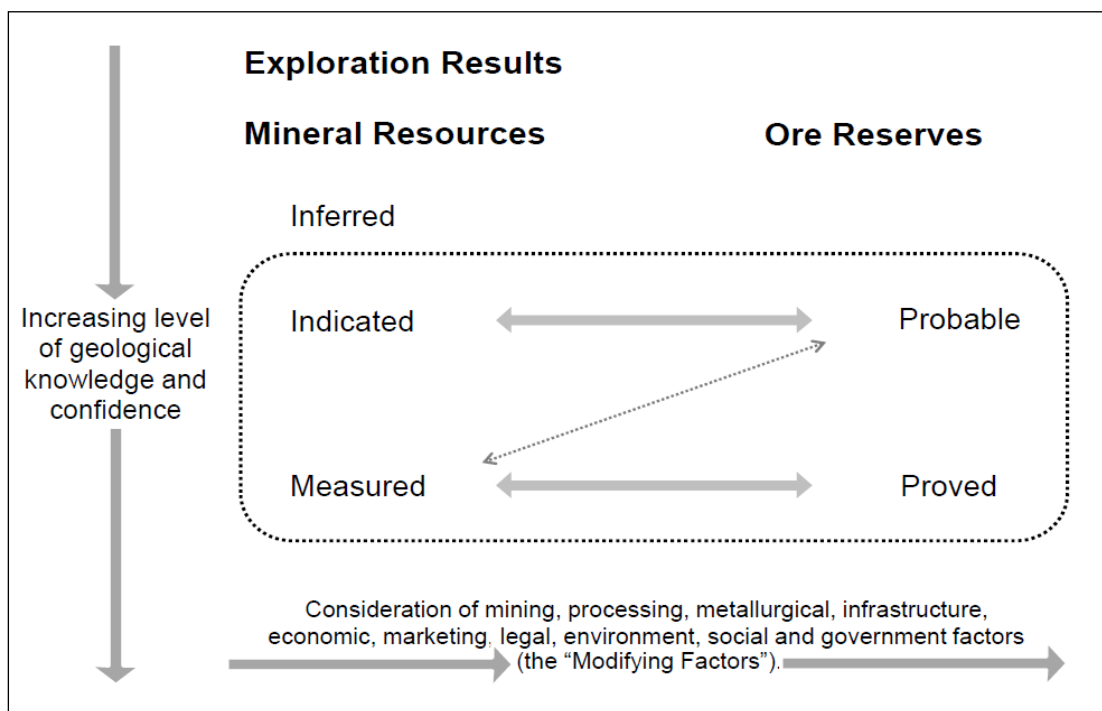 Exploration Results
Mineral Resources
Ore Reserves
Inferred
Increasing level
of geological
knowledge and
confidence
Indicated
Probable
Measured
Proved
Consideration of mining, processing, metallurgical, infrastructure,
economic, marketing, legal, environment, social and government factors
(the “Modifying Factors”).